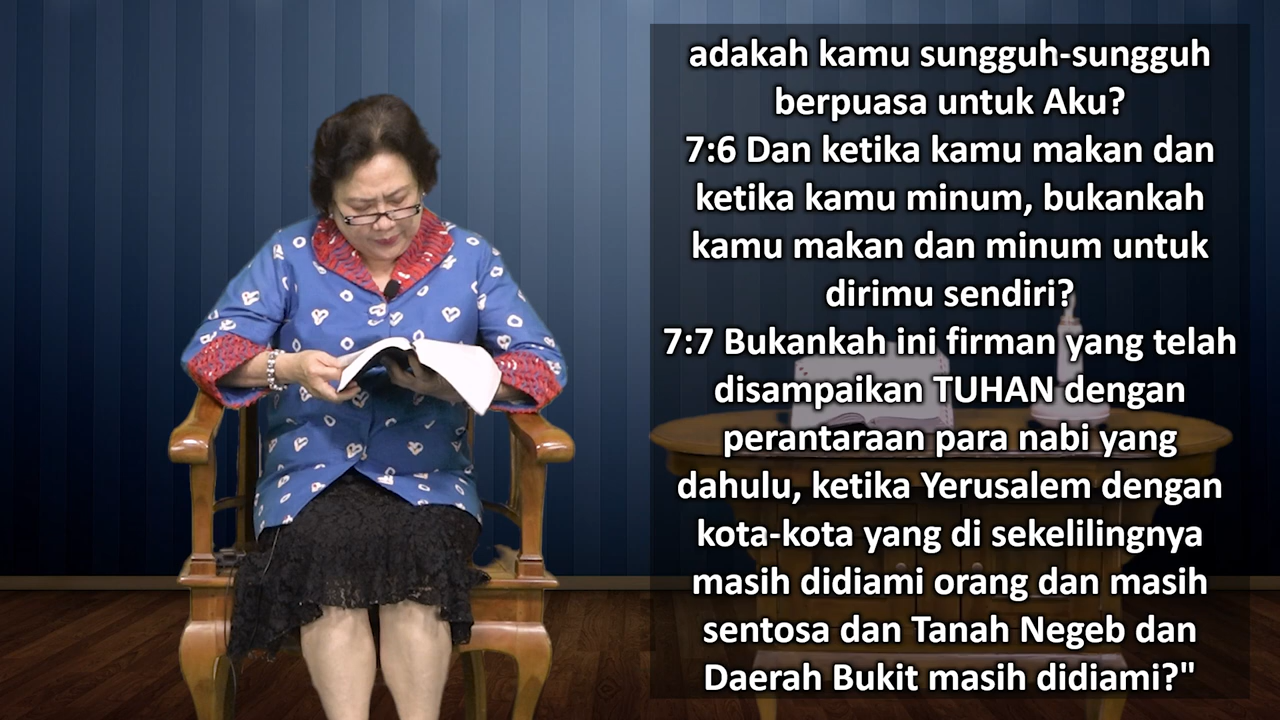 adakah kamu sungguh-sungguh
berpuasa untuk Aku?
7:6 Dan ketika kamu makan dan
ketika kamu minum, bukankah
kamu makan dan minum untuk
dirimu sendiri?
7:7 Bukankah ini firman yang telah
disampaikan TUHAN dengan
perantaraan para nabi yang
dahulu, ketika Yerusalem dengan
kota-kota yang di sekelilingnya
masih didiami orang dan masih
sentosa dan Tanah Negeb dan
Daerah Bukit masih didiami?"